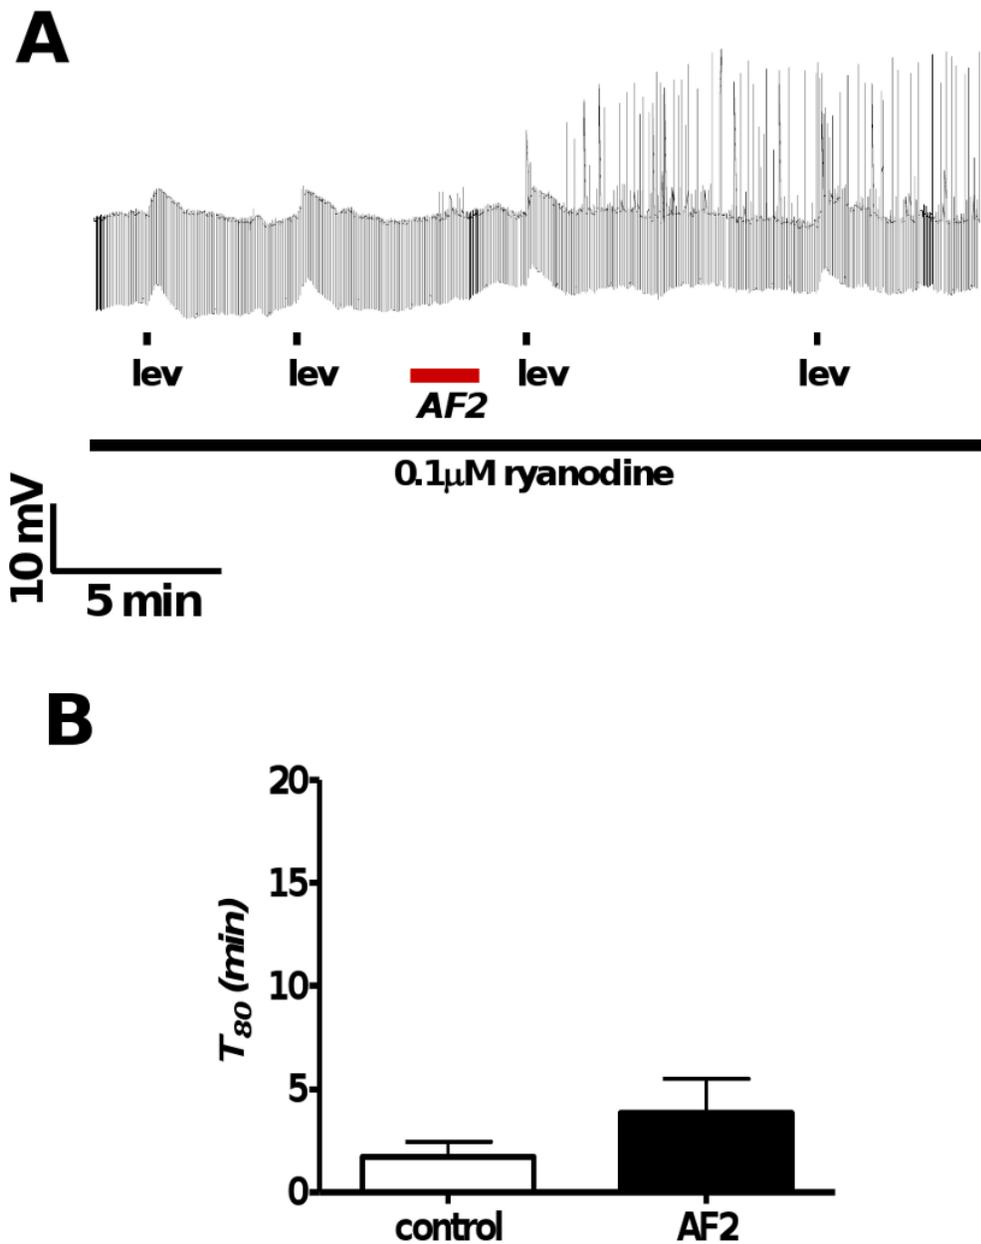 A
lev lev lev lev
AF2
0.1μM ryanodine
10 mV
5 min
B
20
15
10
5
0
T80 (min)
control AF2